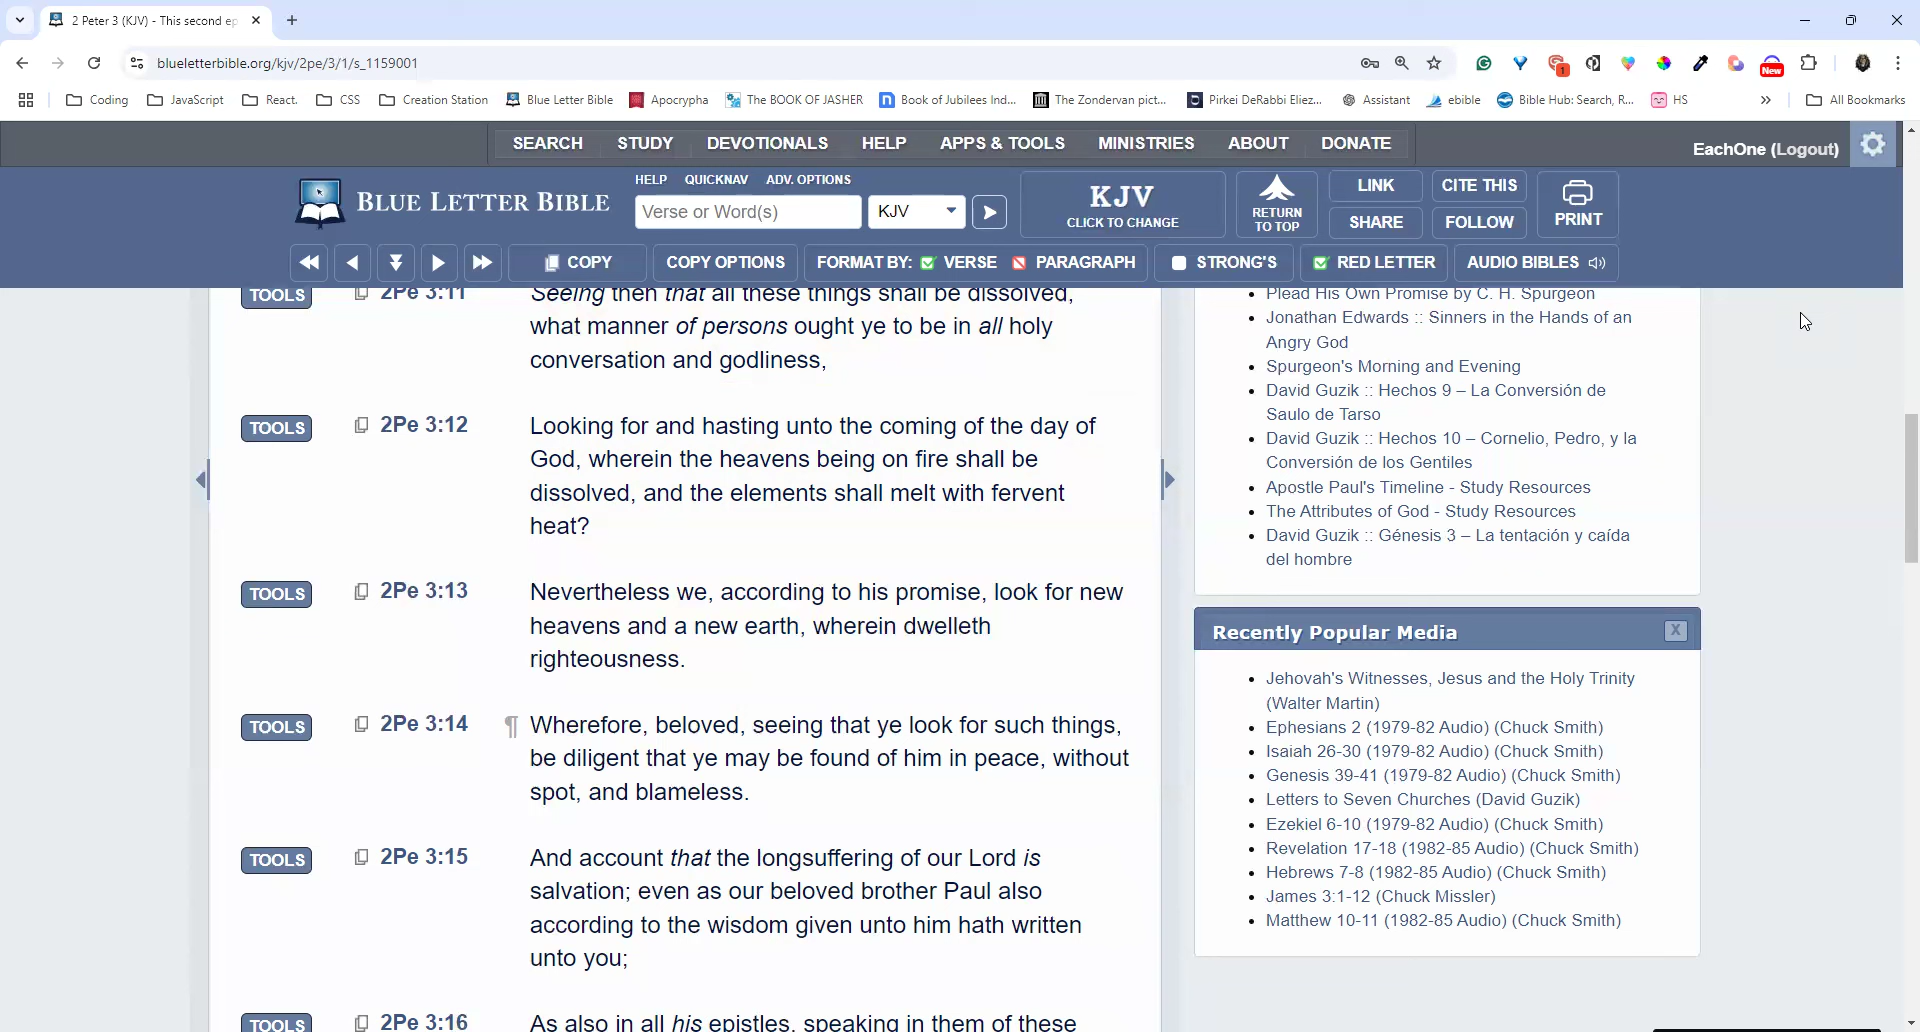 2 Peter 3 (KJV) - This second ep
blueletterbible.org/kjv/2pe/3/1/s_1159001
1
New
Coding
JavaScript
React.
CSS
Creation Station
Blue Letter Bible
Apocrypha
The BOOK OF JASHER
Book of Jubilees Ind...
The Zondervan pict...
Pirkei DeRabbi Eliez...
Assistant
ebible
Bible Hub: Search, R...
HS
»
All Bookmarks
SEARCH
STUDY
DEVOTIONALS
HELP
APPS & TOOLS
MINISTRIES
ABOUT
DONATE
EachOne (Logout)
BLUE LETTER BIBLE
HELP
QUICKNAV
ADV. OPTIONS
Verse or Word(s)
KJV
KJV
CLICK TO CHANGE
RETURN
TO TOP
LINK
CITE THIS
SHARE
FOLLOW
PRINT
COPY
COPY OPTIONS
FORMAT BY:
VERSE
PARAGRAPH
STRONG'S
RED LETTER
AUDIO BIBLES
TOOLS
2Pe 3:11
Seeing then that all these things shall be dissolved,
what manner of persons ought ye to be in all holy
conversation and godliness,
TOOLS
2Pe 3:12
Looking for and hasting unto the coming of the day of
God, wherein the heavens being on fire shall be
dissolved, and the elements shall melt with fervent
heat?
TOOLS
2Pe 3:13
Nevertheless we, according to his promise, look for new
heavens and a new earth, wherein dwelleth
righteousness.
TOOLS
2Pe 3:14
¶ Wherefore, beloved, seeing that ye look for such things,
be diligent that ye may be found of him in peace, without
spot, and blameless.
TOOLS
2Pe 3:15
And account that the longsuffering of our Lord is
salvation; even as our beloved brother Paul also
according to the wisdom given unto him hath written
unto you;
TOOLS
2Pe 3:16
As also in all his epistles, speaking in them of these
• Plead His Own Promise by C. H. Spurgeon
• Jonathan Edwards :: Sinners in the Hands of an
Angry God
• Spurgeon's Morning and Evening
• David Guzik :: Hechos 9 – La Conversión de
Saulo de Tarso
• David Guzik :: Hechos 10 – Cornelio, Pedro, y la
Conversión de los Gentiles
• Apostle Paul's Timeline - Study Resources
• The Attributes of God - Study Resources
• David Guzik :: Génesis 3 – La tentación y caída
del hombre
Recently Popular Media
X
• Jehovah's Witnesses, Jesus and the Holy Trinity
(Walter Martin)
• Ephesians 2 (1979-82 Audio) (Chuck Smith)
• Isaiah 26-30 (1979-82 Audio) (Chuck Smith)
• Genesis 39-41 (1979-82 Audio) (Chuck Smith)
• Letters to Seven Churches (David Guzik)
• Ezekiel 6-10 (1979-82 Audio) (Chuck Smith)
• Revelation 17-18 (1982-85 Audio) (Chuck Smith)
• Hebrews 7-8 (1982-85 Audio) (Chuck Smith)
• James 3:1-12 (Chuck Missler)
• Matthew 10-11 (1982-85 Audio) (Chuck Smith)